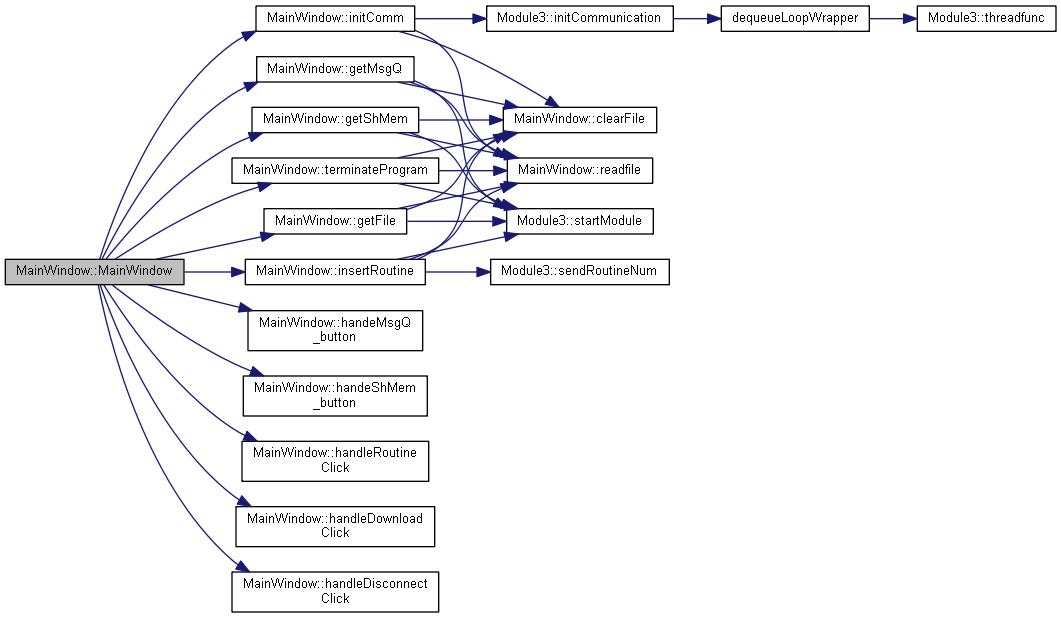 MainWindow::initComm
Module3::initCommunication
dequeueLoopWrapper
Module3::threadfunc
MainWindow::getMsgQ
MainWindow::getShMem
MainWindow::clearFile
MainWindow::terminateProgram
MainWindow::readfile
MainWindow::getFile
Module3::startModule
MainWindow::MainWindow
MainWindow::insertRoutine
Module3::sendRoutineNum
MainWindow::handeMsgQ
_button
MainWindow::handeShMem
_button
MainWindow::handleRoutine
Click
MainWindow::handleDownload
Click
MainWindow::handleDisconnect
Click